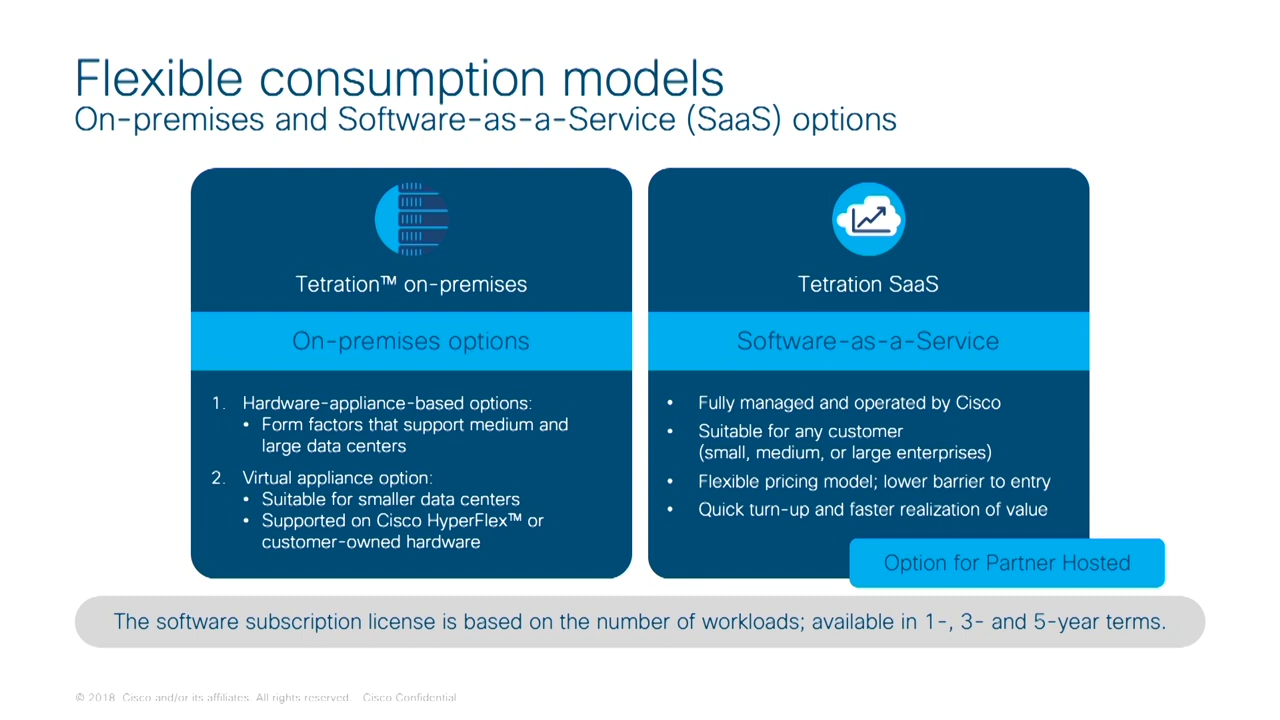 Flexible consumption models
On-premises and Software-as-a-Service (SaaS) options
Tetration™ on-premises
On-premises options
1. Hardware-appliance-based options:
• Form factors that support medium and
large data centers
2. Virtual appliance option:
• Suitable for smaller data centers
• Supported on Cisco HyperFlex™ or
customer-owned hardware
Tetration SaaS
Software-as-a-Service
• Fully managed and operated by Cisco
• Suitable for any customer
(small, medium, or large enterprises)
• Flexible pricing model; lower barrier to entry
• Quick turn-up and faster realization of value
Option for Partner Hosted
The software subscription license is based on the number of workloads; available in 1-, 3- and 5-year terms.
© 2018 Cisco and/or its affiliates. All rights reserved. Cisco Confidential